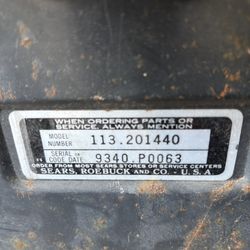 WHEN ORDERING PARTS OR
SERVICE, ALWAYS MENTION
MODEL NUMBER 113.201440
SERIAL OR CODE DATE 9340.P0063
ORDER FROM MOST SEARS STORES OR SERVICE CENTERS
SEARS, ROEBUCK AND CO. - U.S.A.